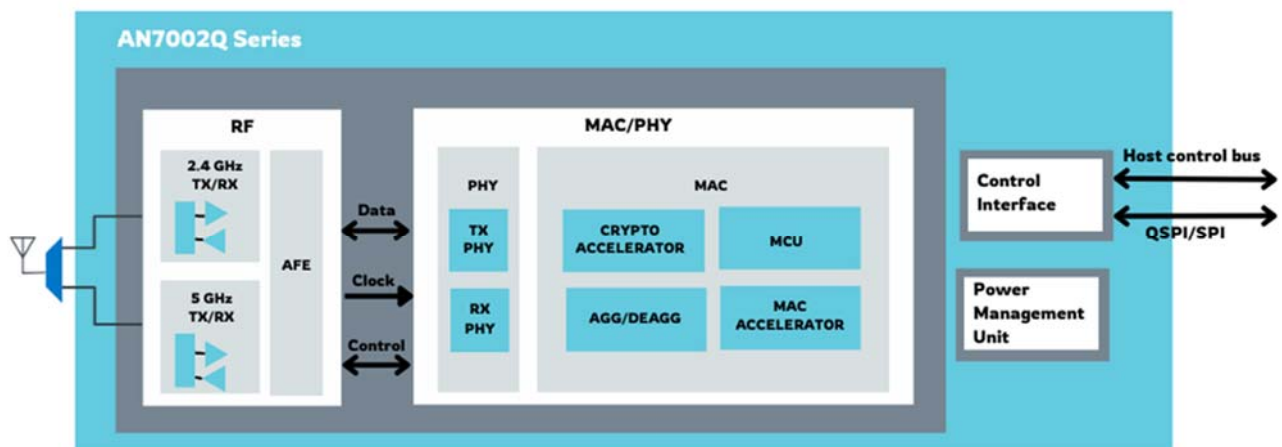 AN7002Q Series
RF
2.4 GHz
TX/RX
AFE
5 GHz
TX/RX
Data
Clock
Control
MAC/PHY
PHY
TX
PHY
RX
PHY
MAC
CRYPTO
ACCELERATOR
MCU
AGG/DEAGG
MAC
ACCELERATOR
Control
Interface
Host control bus
QSPI/SPI
Power
Management
Unit